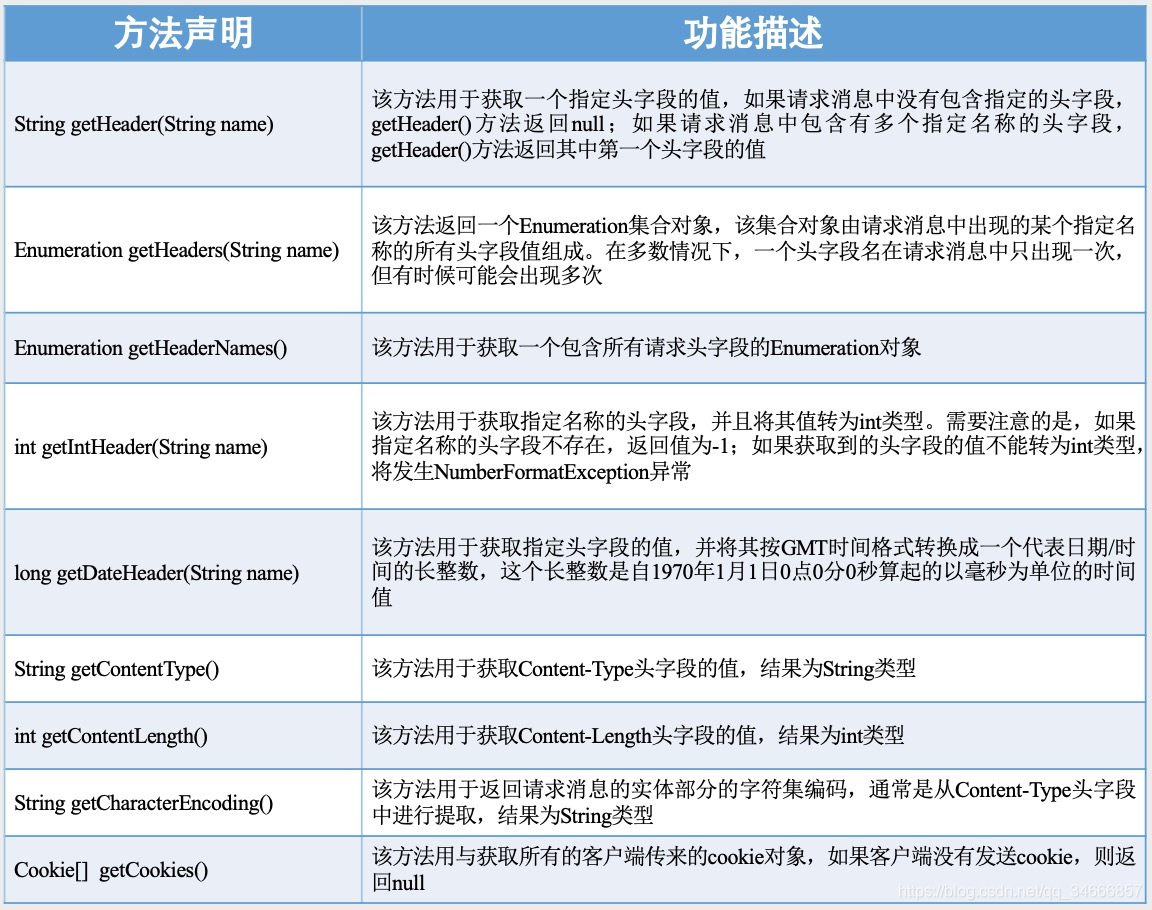 方法声明
功能描述
String getHeader(String name)
该方法用于获取一个指定头字段的值，如果请求消息中没有包含指定的头字段，
getHeader()方法返回null；如果请求消息中包含有多个指定名称的头字段，
getHeader()方法返回其中第一个头字段的值
Enumeration getHeaders(String name)
该方法返回一个Enumeration集合对象，该集合对象由请求消息中出现的某个指定名
称的所有头字段值组成。在多数情况下，一个头字段名在请求消息中只出现一次，
但有时候可能会出现多次
Enumeration getHeaderNames()
该方法用于获取一个包含所有请求头字段的Enumeration对象
int getIntHeader(String name)
该方法用于获取指定名称的头字段，并且将其值转为int类型。需要注意的是，如果
指定名称的头字段不存在，返回值为-1；如果获取到的头字段的值不能转为int类型，
将发生NumberFormatException异常
long getDateHeader(String name)
该方法用于获取指定头字段的值，并将其按GMT时间格式转换成一个代表日期/时
间的长整数，这个长整数是自1970年1月1日0点0分0秒算起的以毫秒为单位的时间
值
String getContentType()
该方法用于获取Content-Type头字段的值，结果为String类型
int getContentLength()
该方法用于获取Content-Length头字段的值，结果为int类型
String getCharacterEncoding()
该方法用于返回请求消息的实体部分的字符集编码，通常是从Content-Type头字段
中进行提取，结果为String类型
Cookie[] getCookies()
该方法用与获取所有的客户端传来的cookie对象，如果客户端没有发送cookie，则返
回null
https://blog.csdn.net/qq_34666857